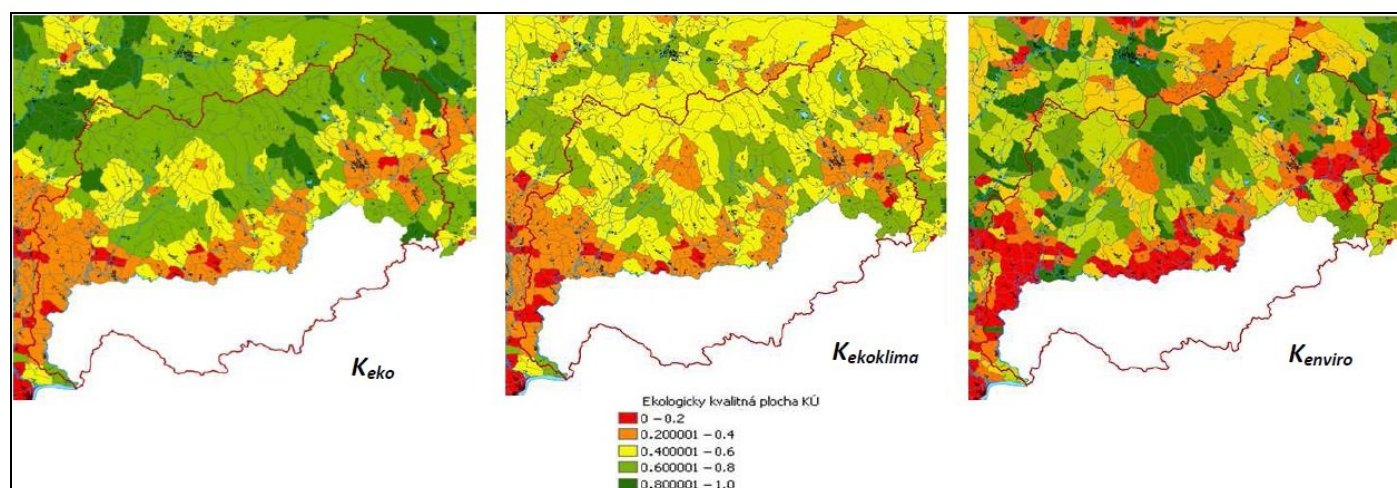 Keko
Kekoklima
Kenviro
Ekologicky kvalitná plocha KÚ
0 – 0.2
0.200001 – 0.4
0.400001 – 0.6
0.600001 – 0.8
0.800001 – 1.0